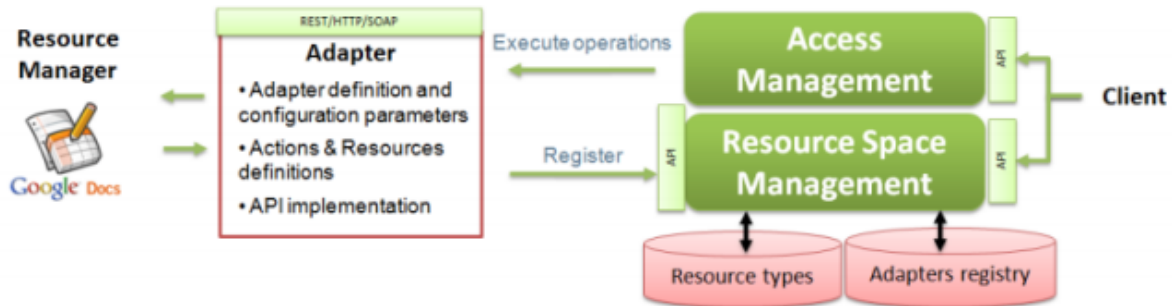 Resource
Manager
Google Docs
REST/HTTP/SOAP
Adapter
• Adapter definition and
configuration parameters
• Actions & Resources
definitions
• API implementation
Execute operations
Register
Access
Management
API
API
Resource Space
Management
API
Client
Resource types
Adapters registry